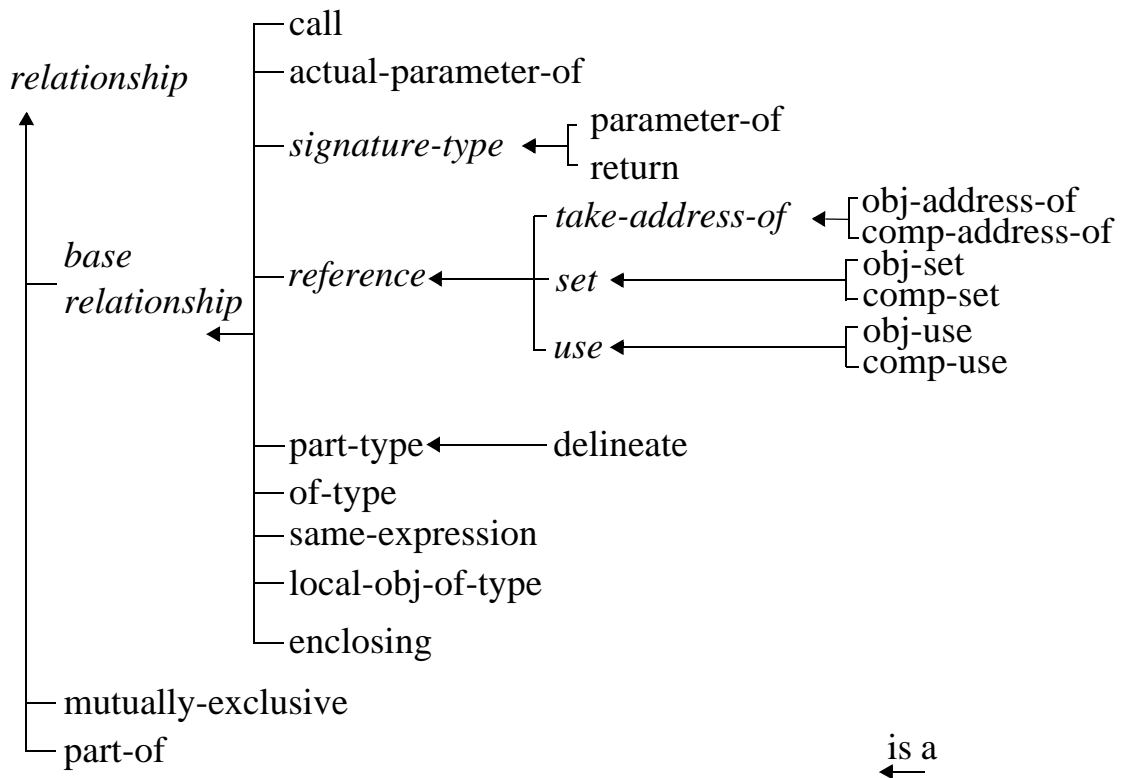 call
relationship
actual-parameter-of
parameter-of
signature-type
return
take-address-of
obj-address-of
comp-address-of
base
relationship
reference
set
obj-set
comp-set
use
obj-use
comp-use
part-type
delineate
of-type
same-expression
local-obj-of-type
enclosing
mutually-exclusive
part-of
is a